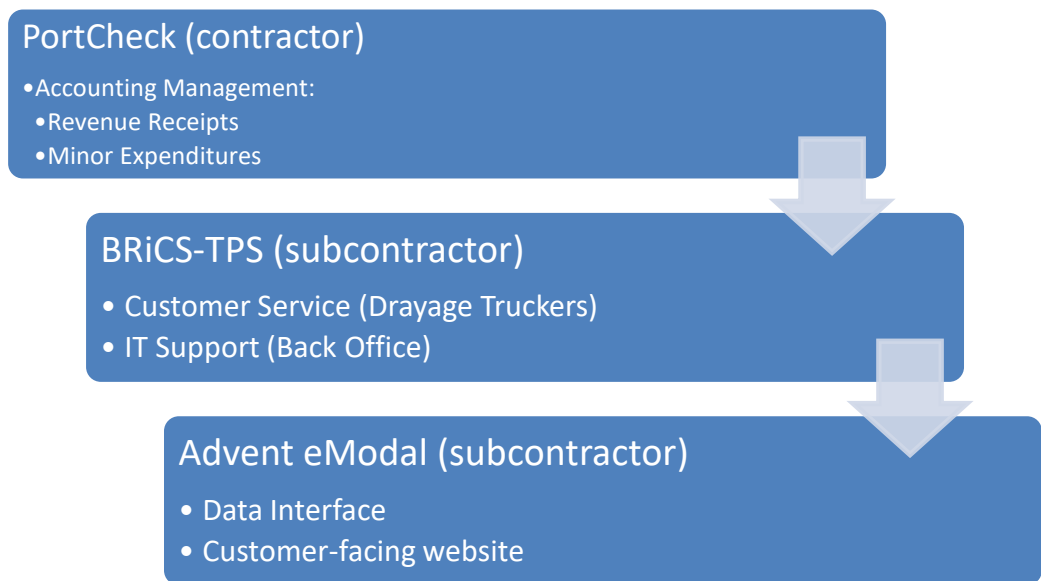 PortCheck (contractor)
•Accounting Management:
•Revenue Receipts
•Minor Expenditures
BRiCS-TPS (subcontractor)
• Customer Service (Drayage Truckers)
• IT Support (Back Office)
Advent eModal (subcontractor)
• Data Interface
• Customer-facing website